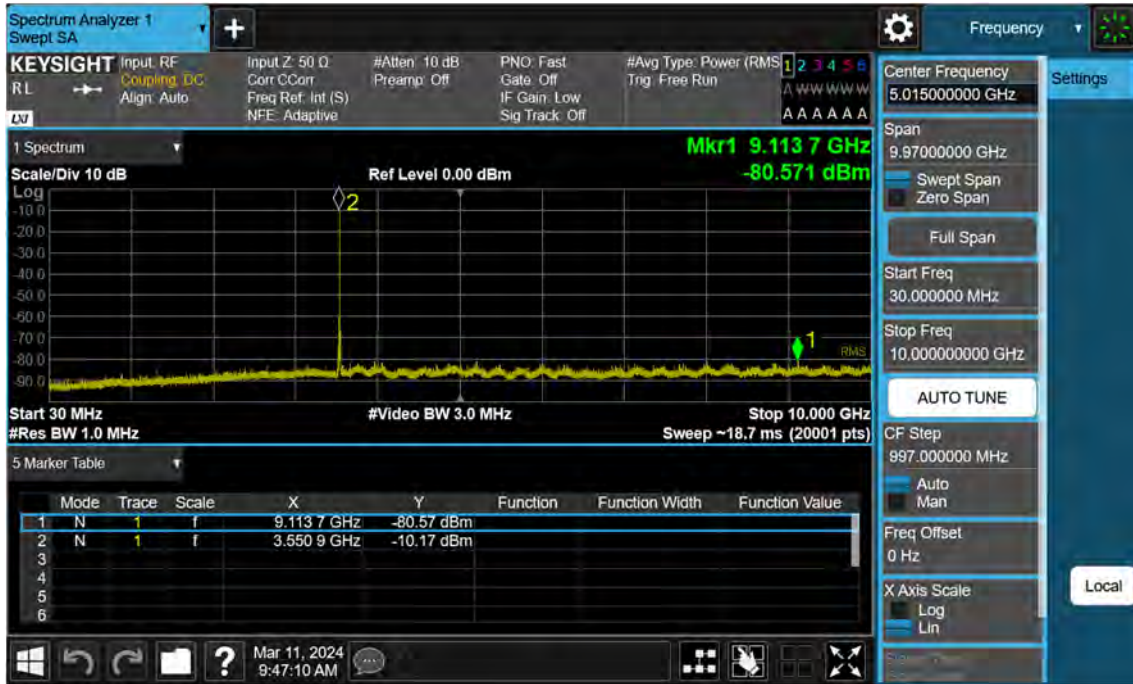 Spectrum Analyzer 1
Swept SA
Frequency
KEYSIGHT
Input: RF
Coupling: DC
Align: Auto
RL
LXI
Input Z: 50 Ω
Corr CCorr
Freq Ref: Int (S)
NFE: Adaptive
#Atten: 10 dB
Preamp: Off
PNO: Fast
Gate: Off
IF Gain: Low
Sig Track: Off
#Avg Type: Power (RMS
Trig: Free Run
1 2 3 4 5 6
A W W W W W
A A A A A A
1 Spectrum
Scale/Div 10 dB
Ref Level 0.00 dBm
Mkr1 9.113 7 GHz
-80.571 dBm
Log
-10.0
-20.0
-30.0
-40.0
-50.0
-60.0
-70.0
-80.0
-90.0
2
1
RMS
Start 30 MHz
#Video BW 3.0 MHz
Stop 10.000 GHz
#Res BW 1.0 MHz
Sweep ~18.7 ms (20001 pts)
5 Marker Table
Mode Trace Scale X Y Function Function Width Function Value
1 N 1 f 9.113 7 GHz -80.57 dBm
2 N 1 f 3.550 9 GHz -10.17 dBm
3
4
5
6
?
Mar 11, 2024
9:47:10 AM
Center Frequency
5.015000000 GHz
Span
9.97000000 GHz
Swept Span
Zero Span
Full Span
Start Freq
30.000000 MHz
Stop Freq
10.000000000 GHz
AUTO TUNE
CF Step
997.000000 MHz
Auto
Man
Freq Offset
0 Hz
X Axis Scale
Log
Lin
Settings
Local